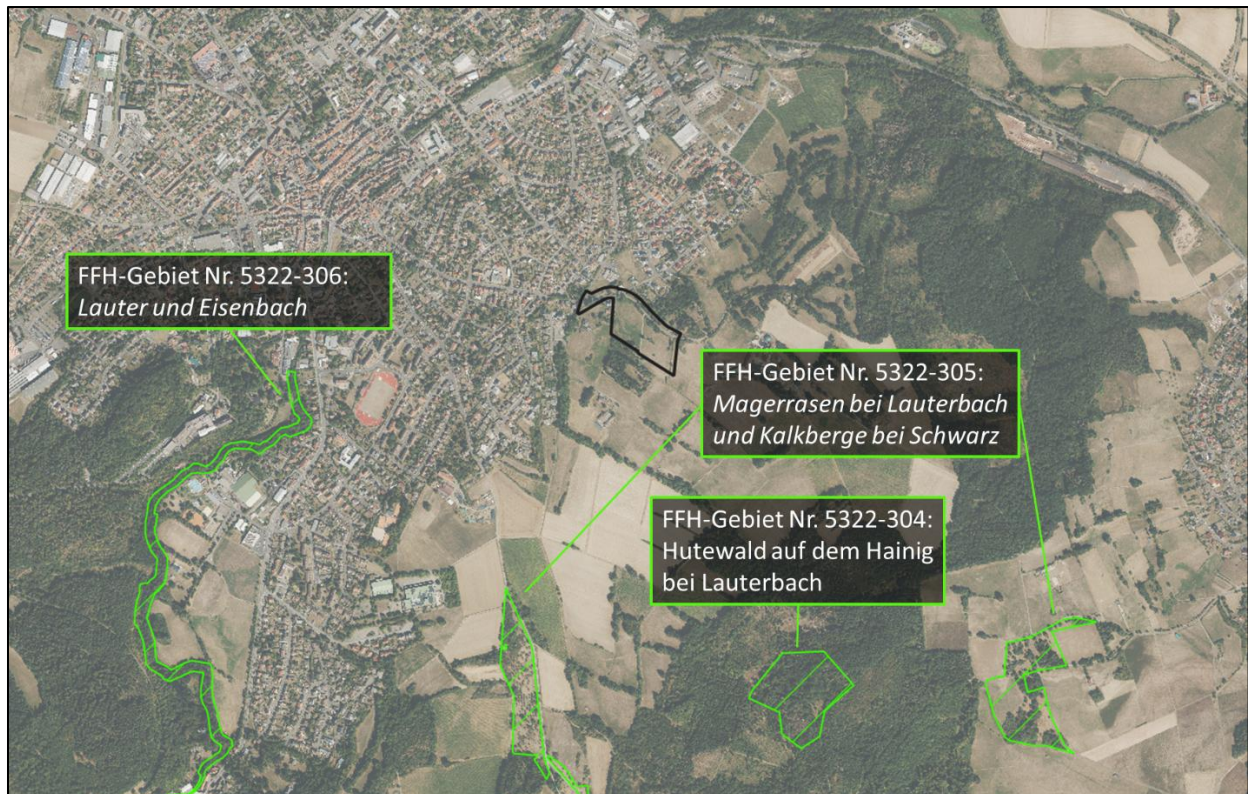 FFH-Gebiet Nr. 5322-306:
Lauter und Eisenbach
FFH-Gebiet Nr. 5322-305:
Magerrasen bei Lauterbach
und Kalkberge bei Schwarz
FFH-Gebiet Nr. 5322-304:
Hutewald auf dem Hainig
bei Lauterbach